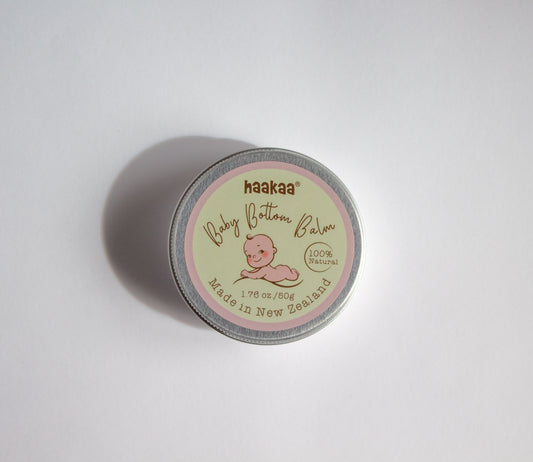 haakaa®
Baby Bottom Balm
100%
Natural
1.76 oz/50g
Made in New Zealand